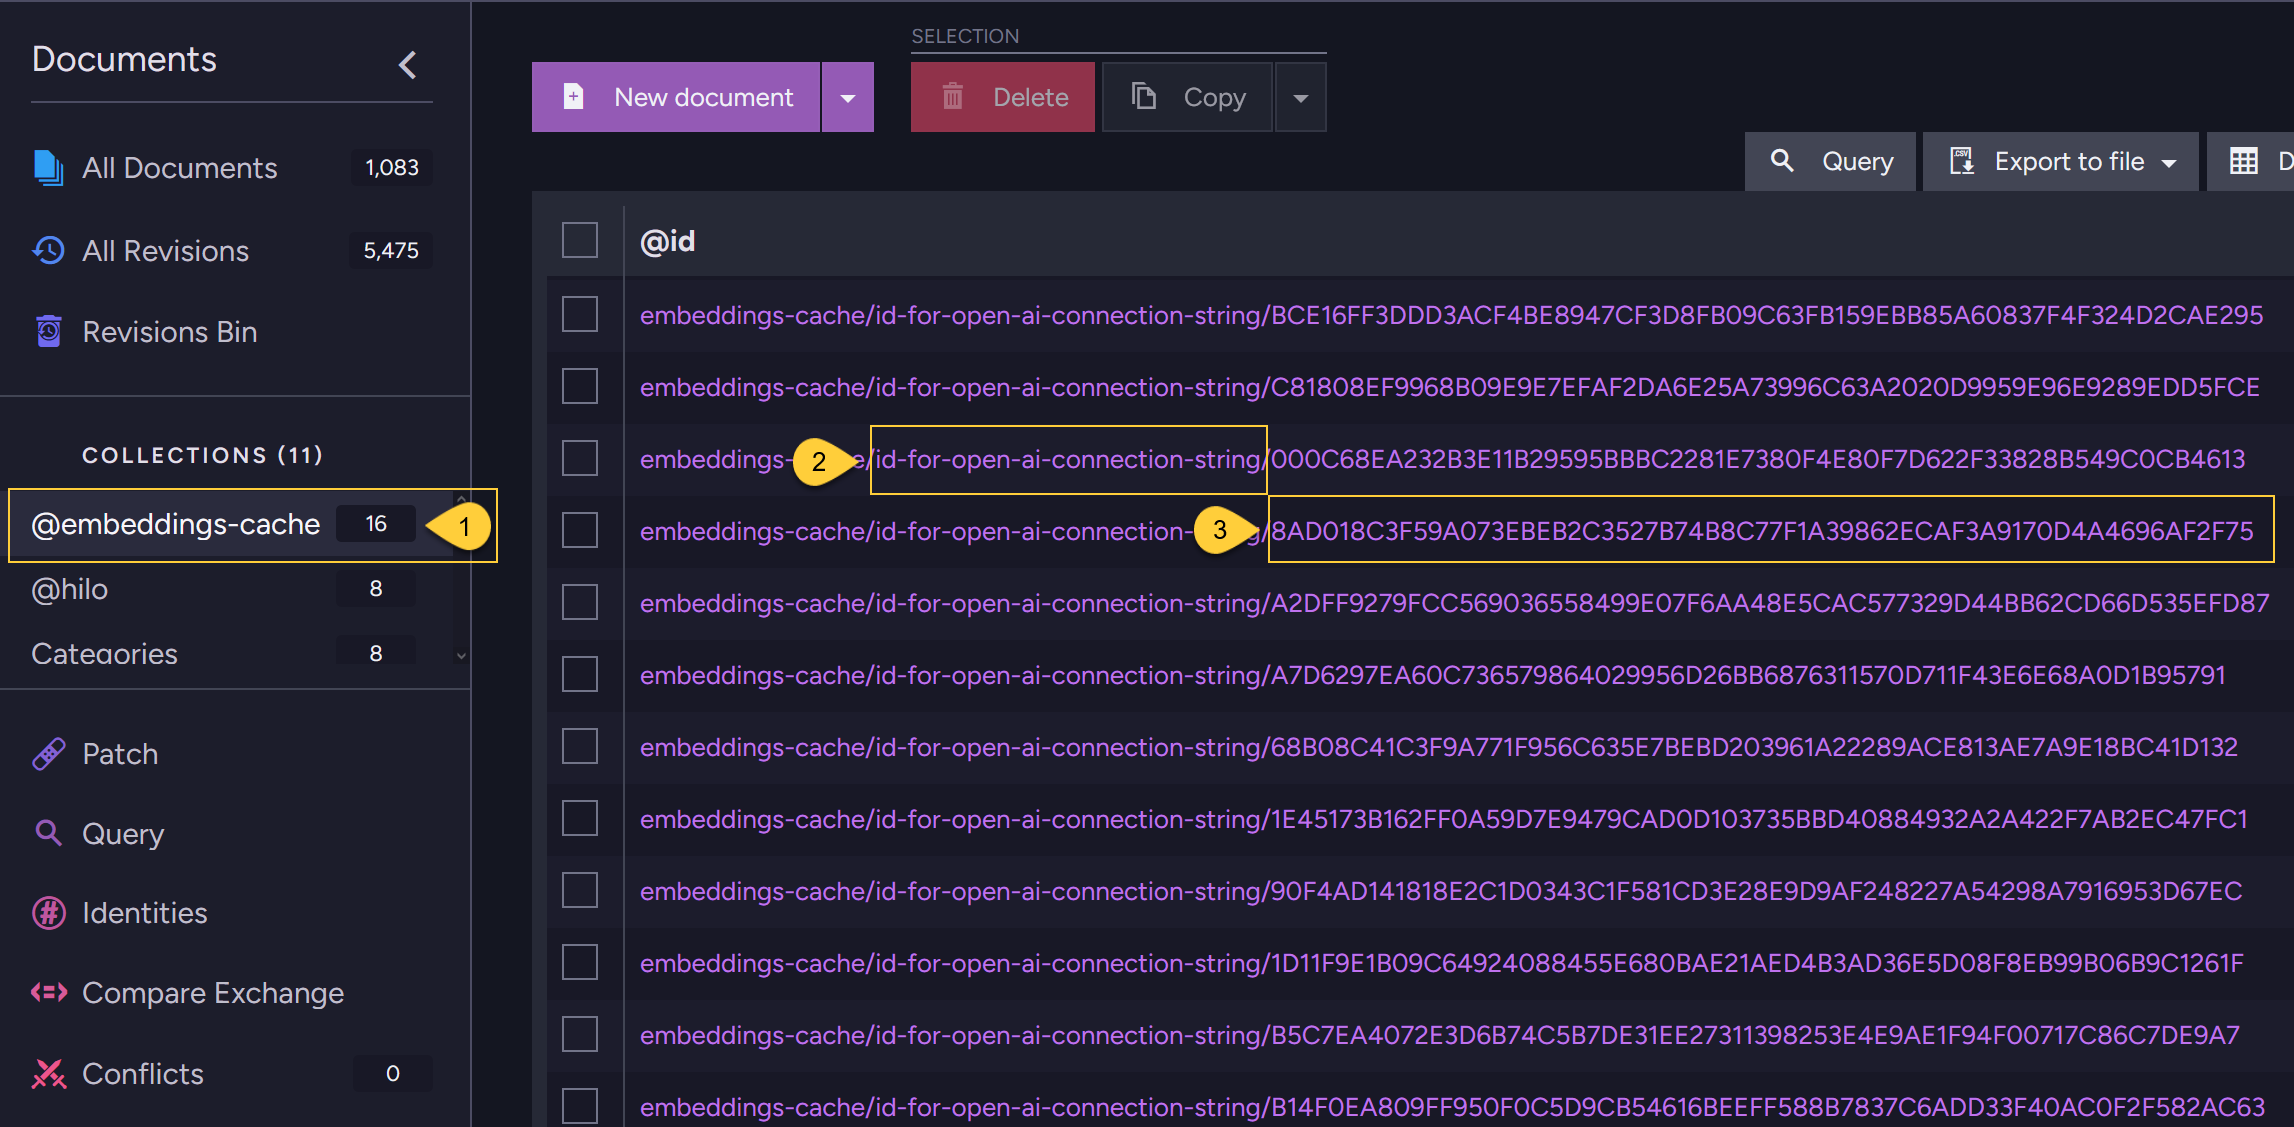 Documents
All Documents 1,083
All Revisions 5,475
Revisions Bin
COLLECTIONS (11)
@embeddings-cache 16 1
@hilo 8
Categories 8
Patch
Query
Identities
Compare Exchange
Conflicts 0
SELECTION
New document Delete Copy
Query Export to file D
@id
embeddings-cache/id-for-open-ai-connection-string/BCE16FF3DDD3ACF4BE8947CF3D8FB09C63FB159EBB85A60837F4F324D2CAE295
embeddings-cache/id-for-open-ai-connection-string/C81808EF9968B09E9E7EFAF2DA6E25A73996C63A2020D9959E96E9289EDD5FCE
embeddings- 2 e/id-for-open-ai-connection-string/000C68EA232B3E11B29595BBBC2281E7380F4E80F7D622F33828B549C0CB4613
embeddings-cache/id-for-open-ai-connection-string 3 /8AD018C3F59A073EBEB2C3527B74B8C77F1A39862ECAF3A9170D4A4696AF2F75
embeddings-cache/id-for-open-ai-connection-string/A2DFF9279FCC569036558499E07F6AA48E5CAC577329D44BB62CD66D535EFD87
embeddings-cache/id-for-open-ai-connection-string/A7D6297EA60C736579864029956D26BB6876311570D711F43E6E68A0D1B95791
embeddings-cache/id-for-open-ai-connection-string/68B08C41C3F9A771F956C635E7BEBD203961A22289ACE813AE7A9E18BC41D132
embeddings-cache/id-for-open-ai-connection-string/1E45173B162FF0A59D7E9479CAD0D103735BBD40884932A2A422F7AB2EC47FC1
embeddings-cache/id-for-open-ai-connection-string/90F4AD141818E2C1D0343C1F581CD3E28E9D9AF248227A54298A7916953D67EC
embeddings-cache/id-for-open-ai-connection-string/1D11F9E1B09C64924088455E680BAE21AED4B3AD36E5D08F8EB99B06B9C1261F
embeddings-cache/id-for-open-ai-connection-string/B5C7EA4072E3D6B74C5B7DE31EE27311398253E4E9AE1F94F00717C86C7DE9A7
embeddings-cache/id-for-open-ai-connection-string/B14F0EA809FF950F0C5D9CB54616BEEFF588B7837C6ADD33F40AC0F2F582AC63